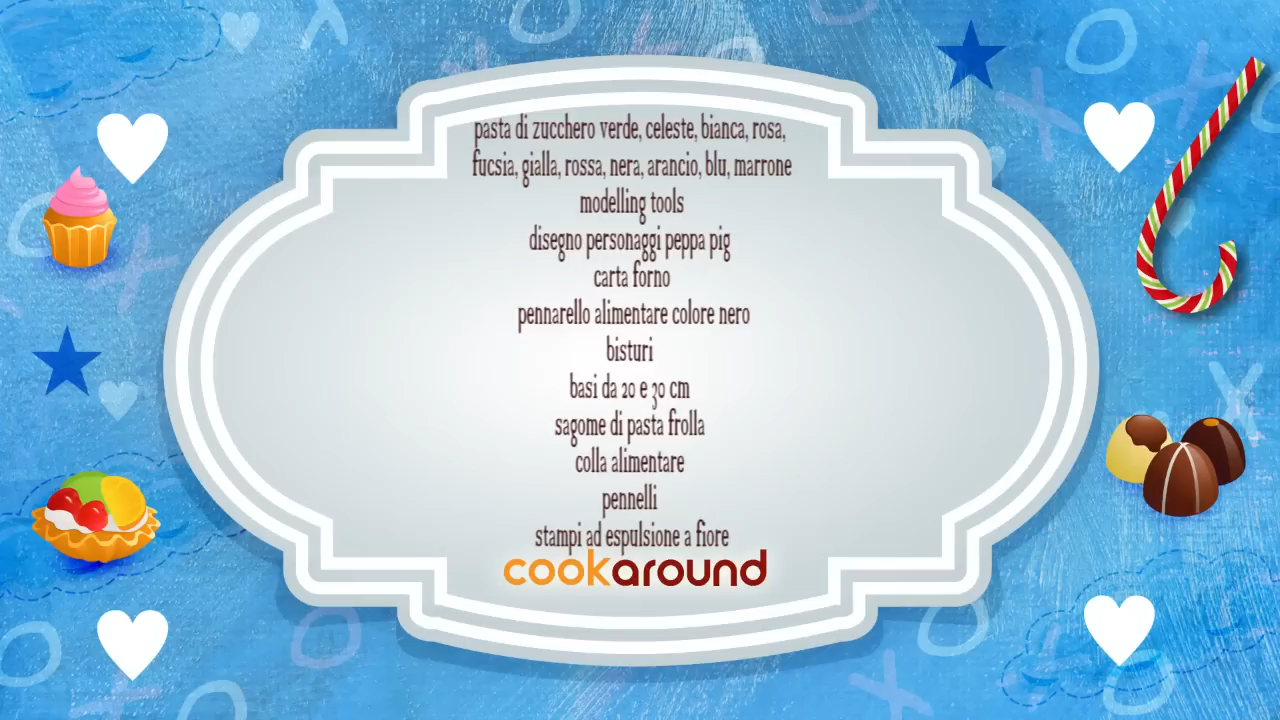 pasta di zucchero verde, celeste, bianca, rosa,
fucsia, gialla, rossa, nera, arancio, blu, marrone
modelling tools
disegno personaggi peppa pig
carta forno
pennarello alimentare colore nero
bisturi
basi da 20 e 30 cm
sagome di pasta frolla
colla alimentare
pennelli
stampi ad espulsione a fiore
cookaround